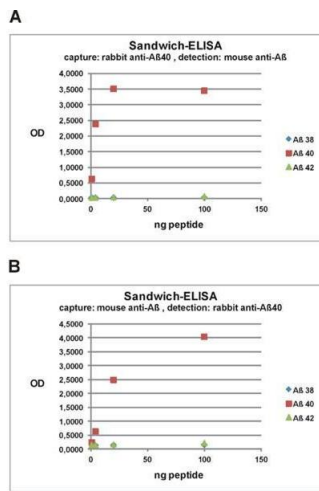 A
Sandwich-ELISA
capture: rabbit anti-Aß40 , detection: mouse anti-Aß
4,0000
3,5000
3,0000
2,5000
OD 2,0000
1,5000
1,0000
0,5000
0,0000
0 50 100 150
ng peptide
Aß 38
Aß 40
Aß 42
B
Sandwich-ELISA
capture: mouse anti-Aß , detection: rabbit anti-Aß40
4,5000
4,0000
3,5000
3,0000
OD 2,5000
2,0000
1,5000
1,0000
0,5000
0,0000
0 50 100 150
ng peptide
Aß 38
Aß 40
Aß 42